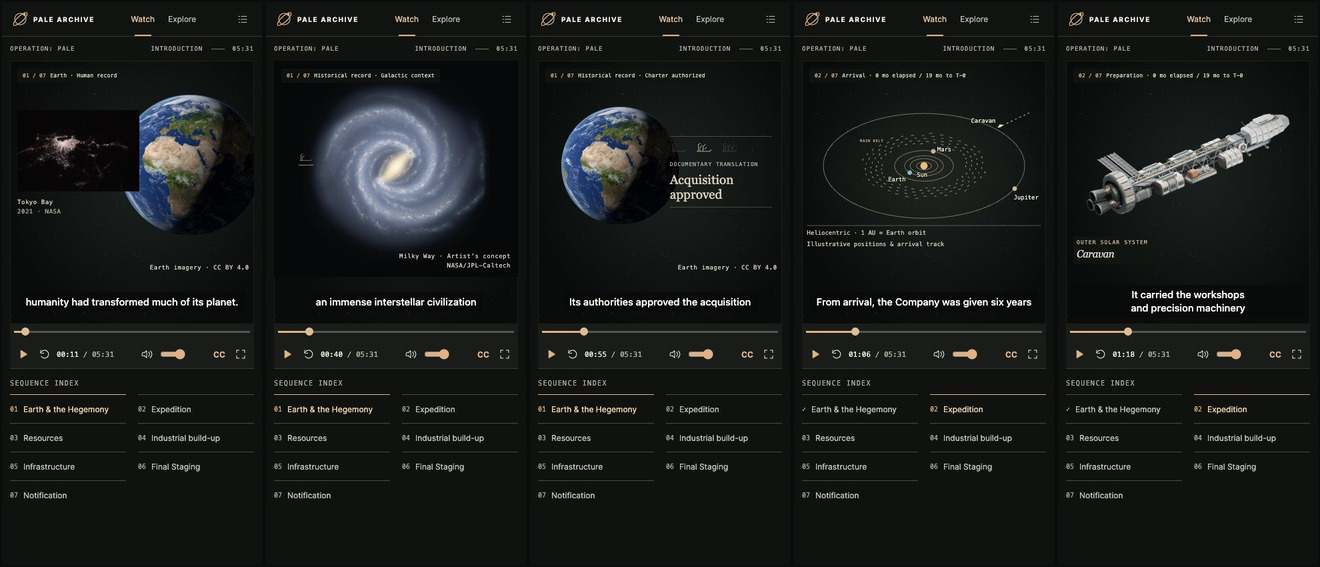 PALE ARCHIVE
Watch
Explore
OPERATION: PALE
INTRODUCTION
05:31
01 / 07 Earth · Human record
Tokyo Bay
2021 · NASA
Earth imagery · CC BY 4.0
humanity had transformed much of its planet.
00:11 / 05:31
CC
SEQUENCE INDEX
01 Earth & the Hegemony
02 Expedition
03 Resources
04 Industrial build-up
05 Infrastructure
06 Final Staging
07 Notification
PALE ARCHIVE
Watch
Explore
OPERATION: PALE
INTRODUCTION
05:31
01 / 07 Historical record · Galactic context
Milky Way · Artist's concept
NASA/JPL-Caltech
an immense interstellar civilization
00:40 / 05:31
CC
SEQUENCE INDEX
01 Earth & the Hegemony
02 Expedition
03 Resources
04 Industrial build-up
05 Infrastructure
06 Final Staging
07 Notification
PALE ARCHIVE
Watch
Explore
OPERATION: PALE
INTRODUCTION
05:31
01 / 07 Historical record · Charter authorized
DOCUMENTARY TRANSLATION
Acquisition
approved
Earth imagery · CC BY 4.0
Its authorities approved the acquisition
00:55 / 05:31
CC
SEQUENCE INDEX
01 Earth & the Hegemony
02 Expedition
03 Resources
04 Industrial build-up
05 Infrastructure
06 Final Staging
07 Notification
PALE ARCHIVE
Watch
Explore
OPERATION: PALE
INTRODUCTION
05:31
02 / 07 Arrival · 0 mo elapsed / 19 mo to T-0
Caravan
MAIN BELT
Mars
Sun
Earth
Jupiter
Heliocentric · 1 AU = Earth orbit
Illustrative positions & arrival track
From arrival, the Company was given six years
01:06 / 05:31
CC
SEQUENCE INDEX
✓ Earth & the Hegemony
02 Expedition
03 Resources
04 Industrial build-up
05 Infrastructure
06 Final Staging
07 Notification
PALE ARCHIVE
Watch
Explore
OPERATION: PALE
INTRODUCTION
05:31
02 / 07 Preparation · 0 mo elapsed / 19 mo to T-0
OUTER SOLAR SYSTEM
Caravan
It carried the workshops
and precision machinery
01:18 / 05:31
CC
SEQUENCE INDEX
✓ Earth & the Hegemony
02 Expedition
03 Resources
04 Industrial build-up
05 Infrastructure
06 Final Staging
07 Notification